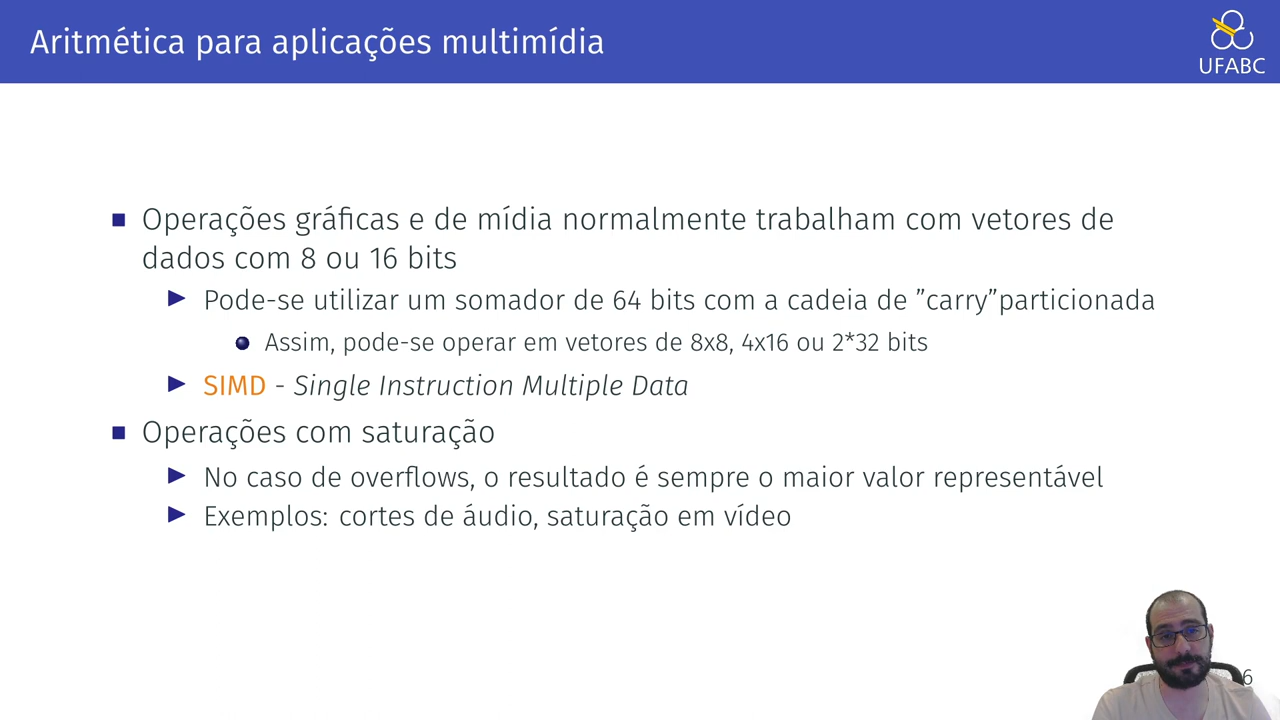 Aritmética para aplicações multimídia
UFABC
Operações gráficas e de mídia normalmente trabalham com vetores de
dados com 8 ou 16 bits
Pode-se utilizar um somador de 64 bits com a cadeia de ”carry”particionada
Assim, pode-se operar em vetores de 8x8, 4x16 ou 2*32 bits
SIMD - Single Instruction Multiple Data
Operações com saturação
No caso de overflows, o resultado é sempre o maior valor representável
Exemplos: cortes de áudio, saturação em vídeo
6